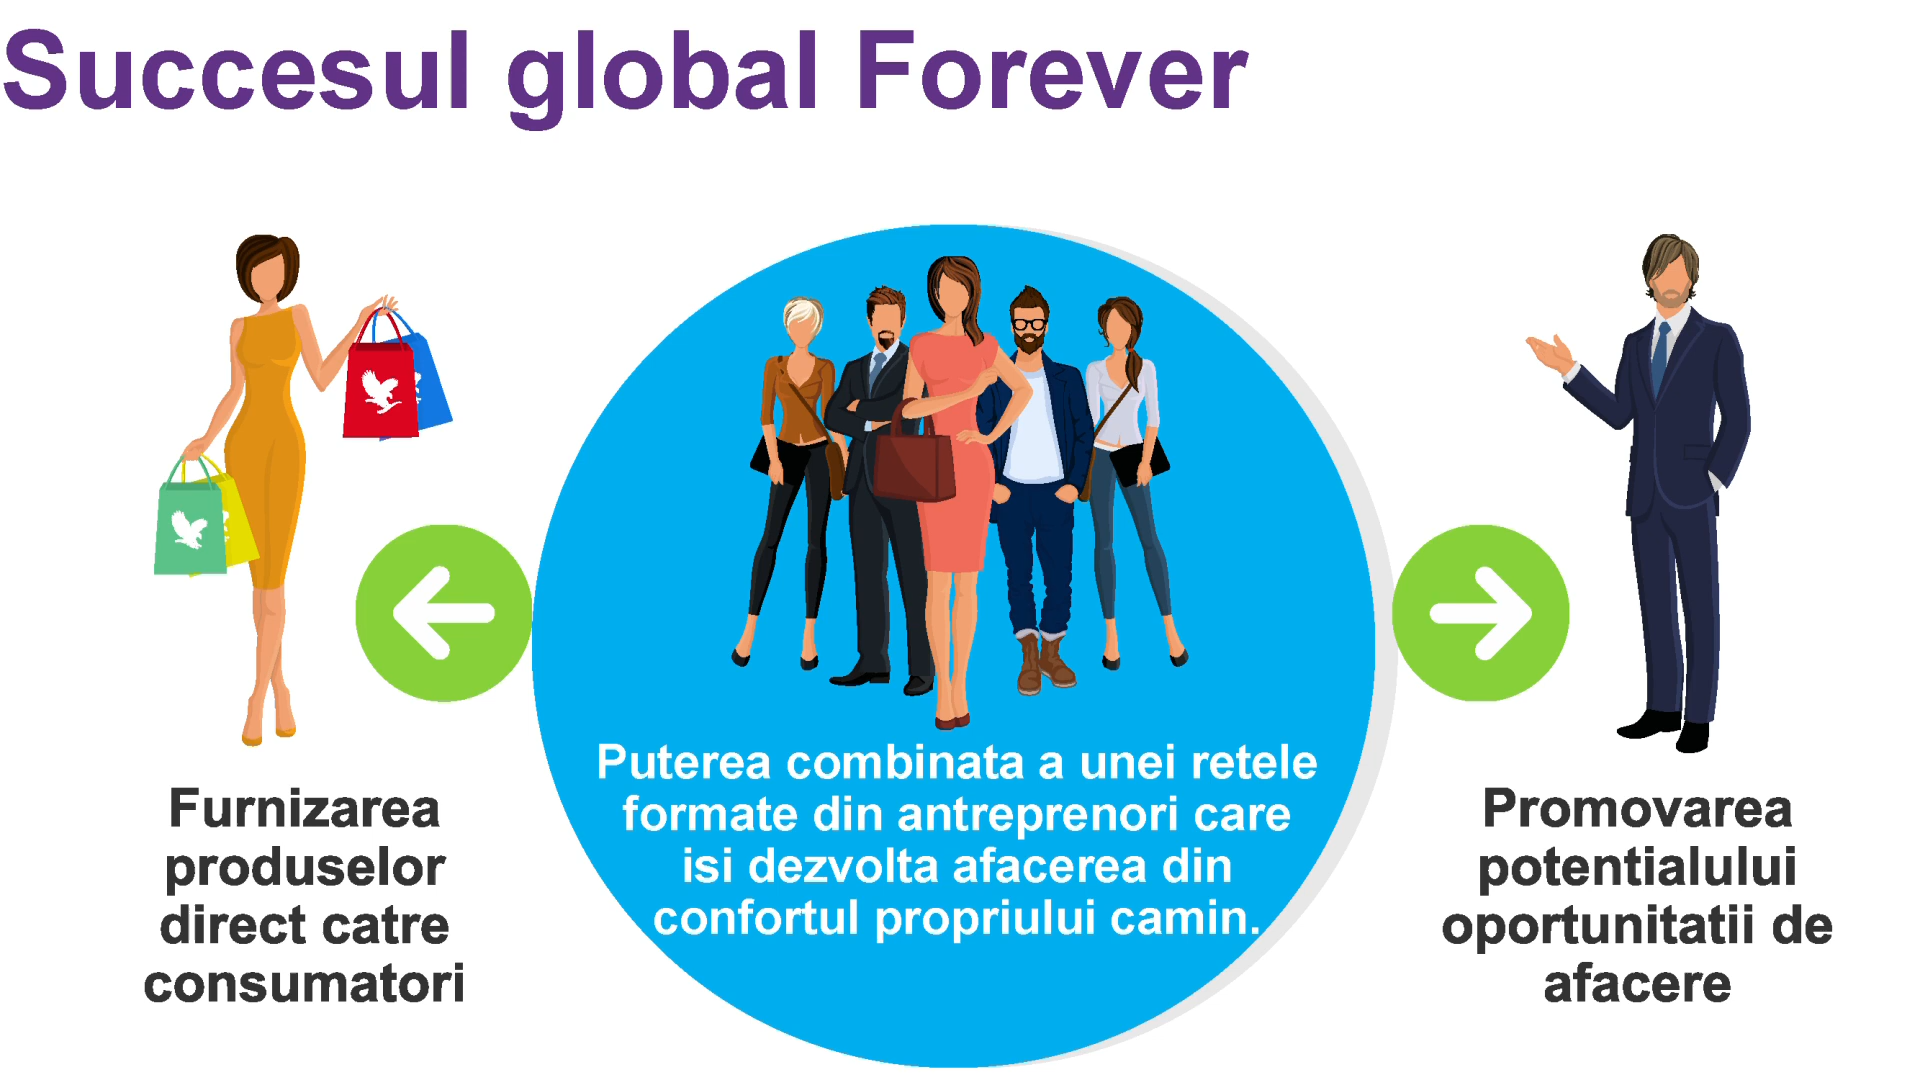 Succesul global Forever
Furnizarea
produselor
direct catre
consumatori
Puterea combinata a unei retele
formate din antreprenori care
isi dezvolta afacerea din
confortul propriului camin.
Promovarea
potentialului
oportunitatii de
afacere